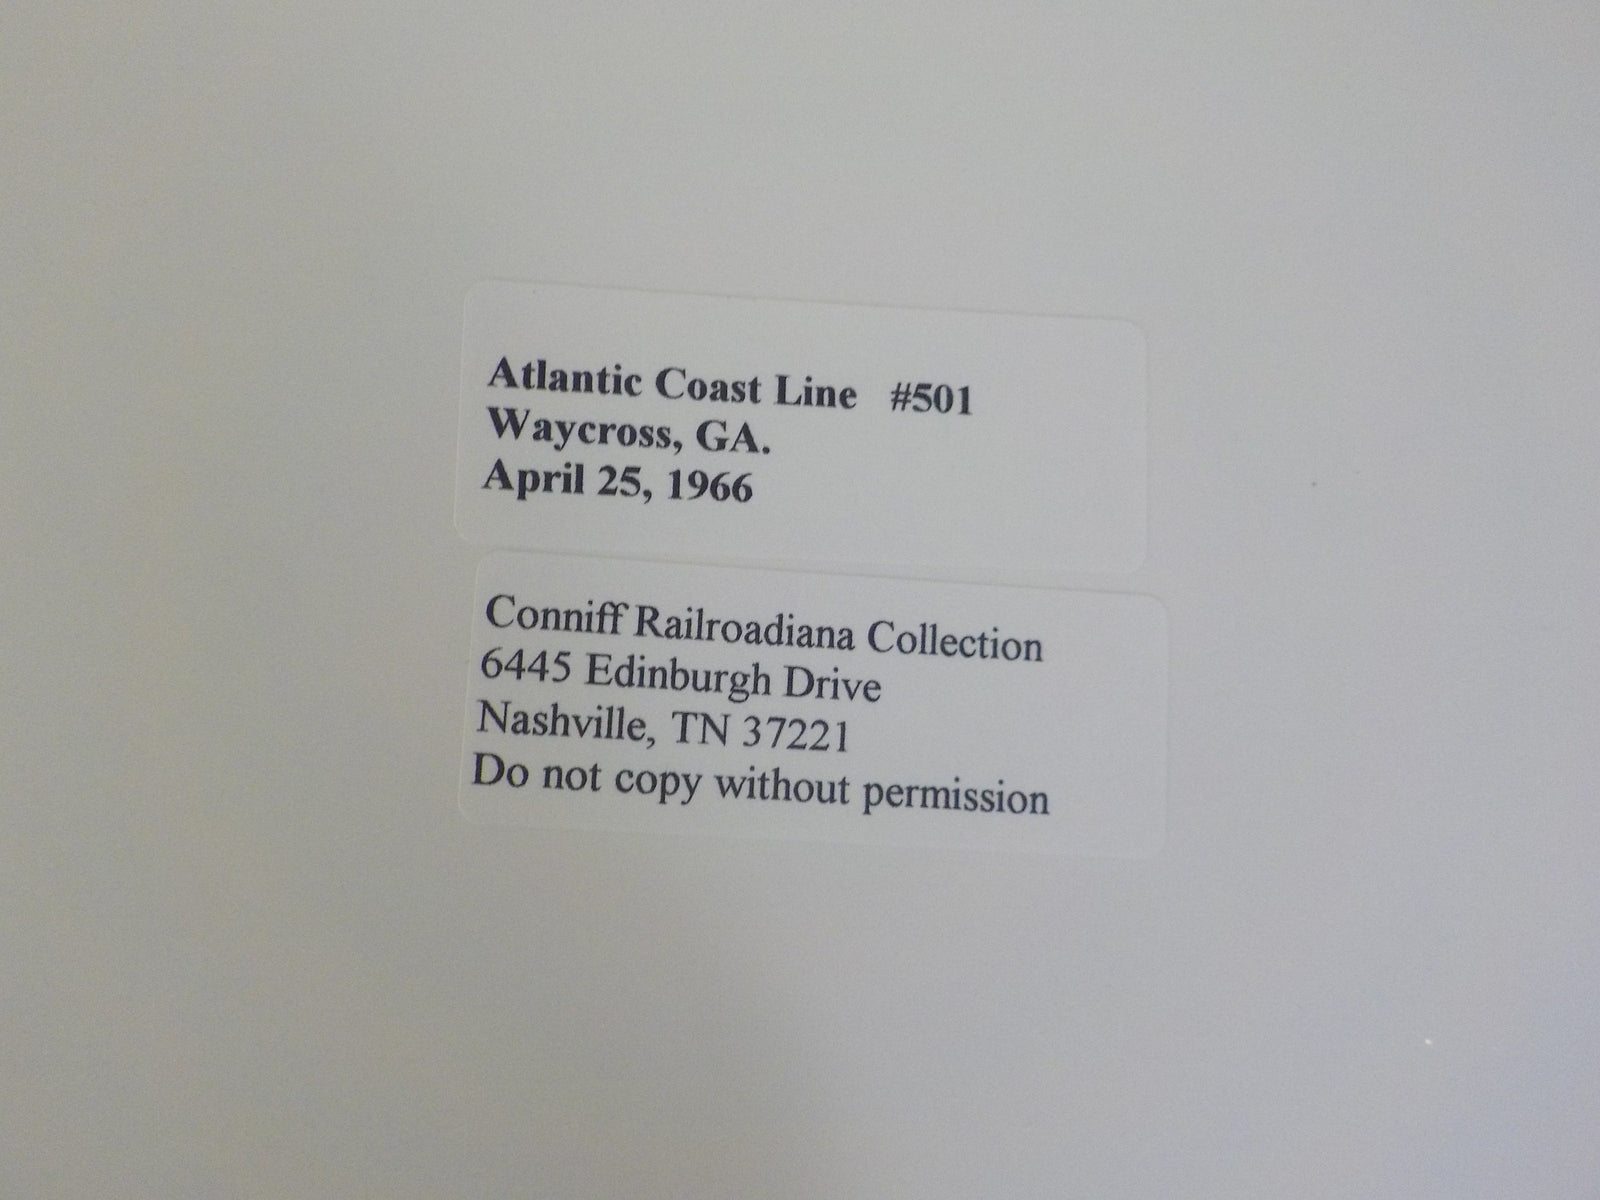 Atlantic Coast Line #501
Waycross, GA.
April 25, 1966
Conniff Railroadiana Collection
6445 Edinburgh Drive
Nashville, TN 37221
Do not copy without permission